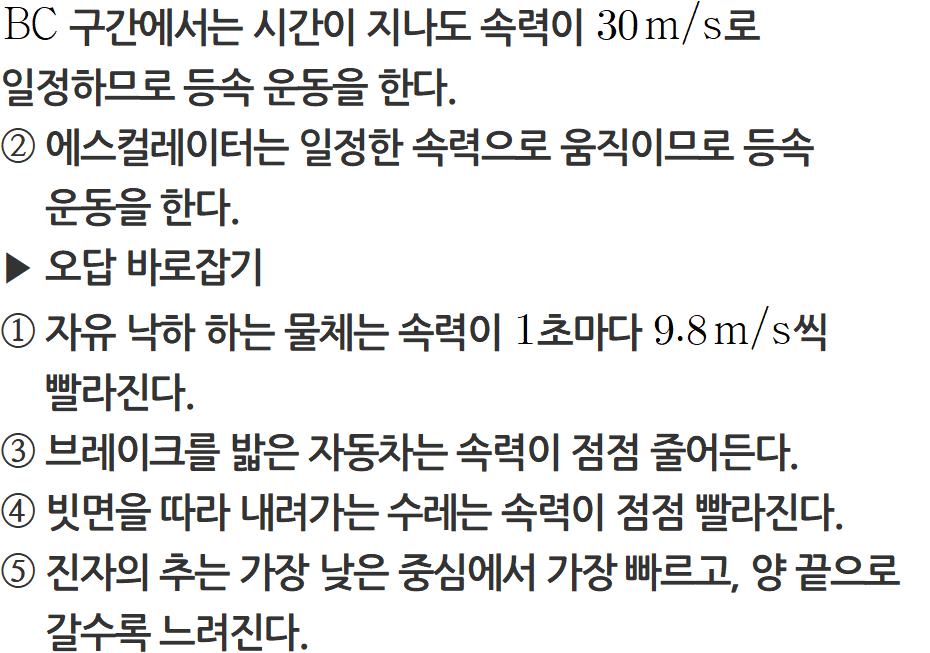 BC 구간에서는 시간이 지나도 속력이 30 m/s로
일정하므로 등속 운동을 한다.
② 에스컬레이터는 일정한 속력으로 움직이므로 등속
운동을 한다.
▶ 오답 바로잡기
① 자유 낙하 하는 물체는 속력이 1초마다 9.8 m/s씩
빨라진다.
③ 브레이크를 밟은 자동차는 속력이 점점 줄어든다.
④ 빗면을 따라 내려가는 수레는 속력이 점점 빨라진다.
⑤ 진자의 추는 가장 낮은 중심에서 가장 빠르고, 양 끝으로
갈수록 느려진다.